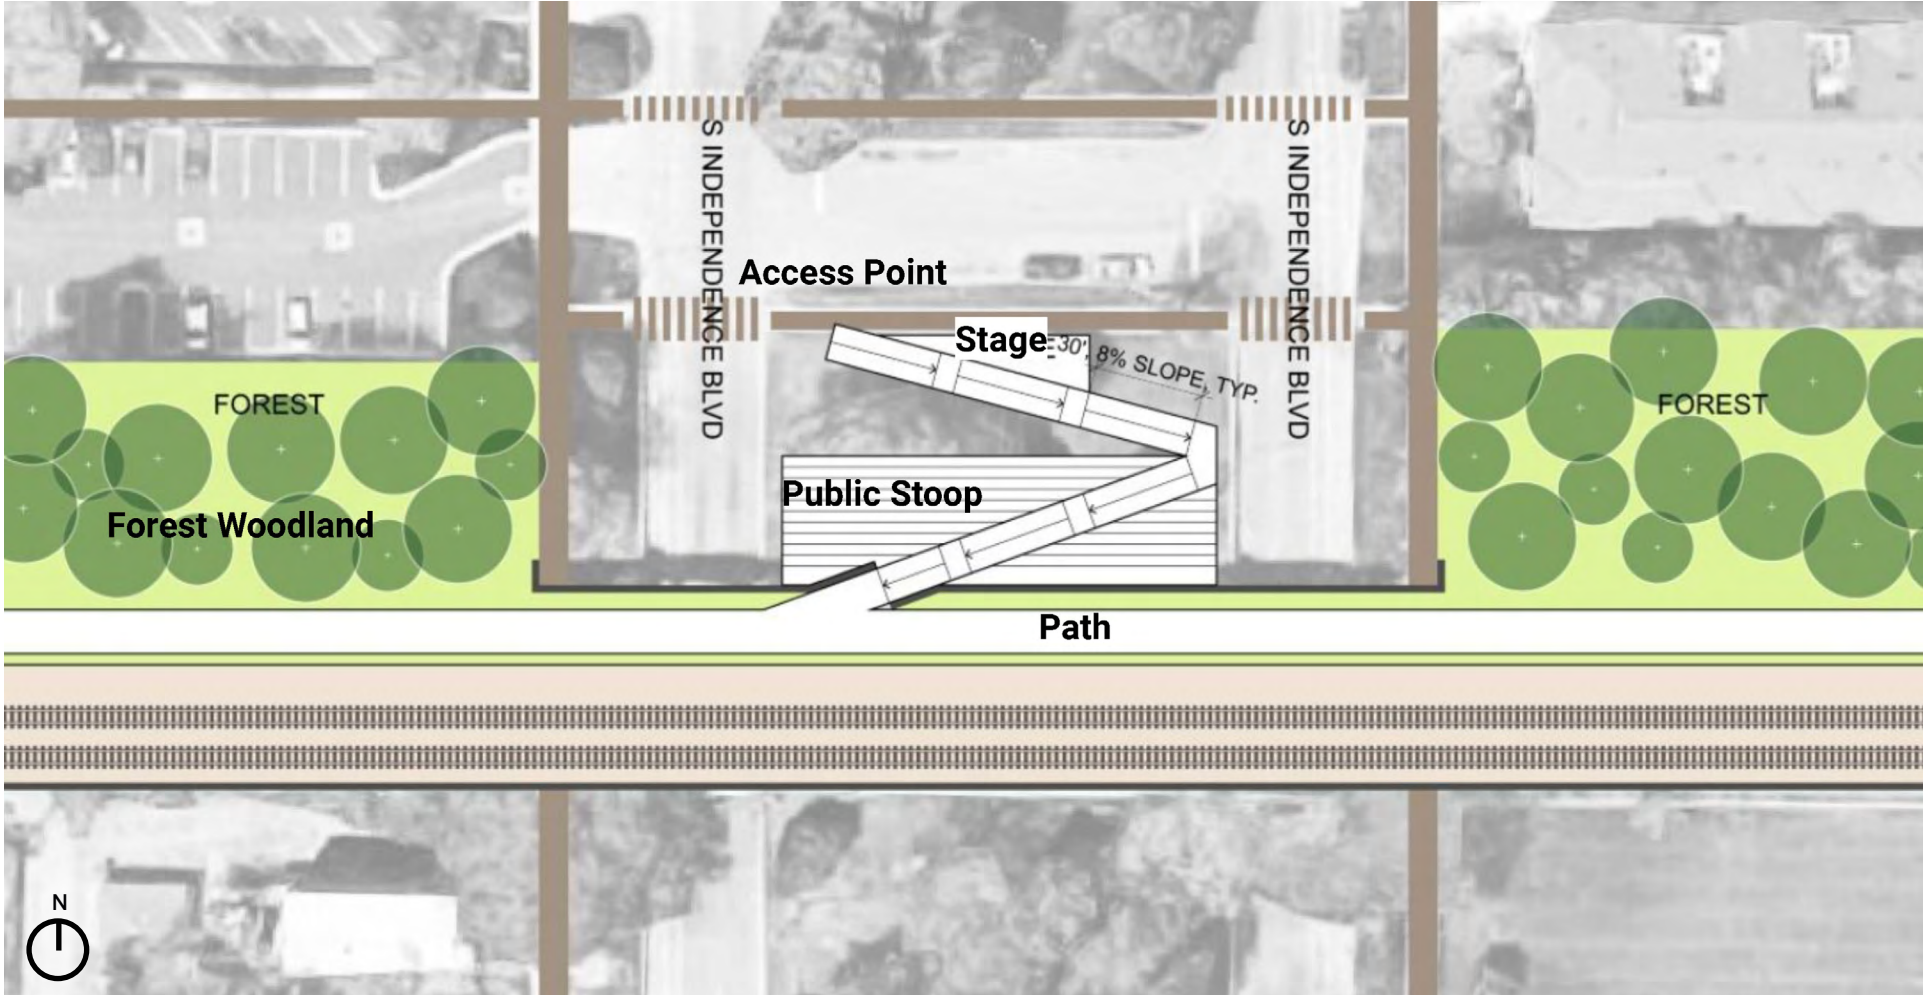 S INDEPENDENCE BLVD
S INDEPENDENCE BLVD
Access Point
Stage
30', 8% SLOPE, TYP.
FOREST
FOREST
Public Stoop
Forest Woodland
Path
N